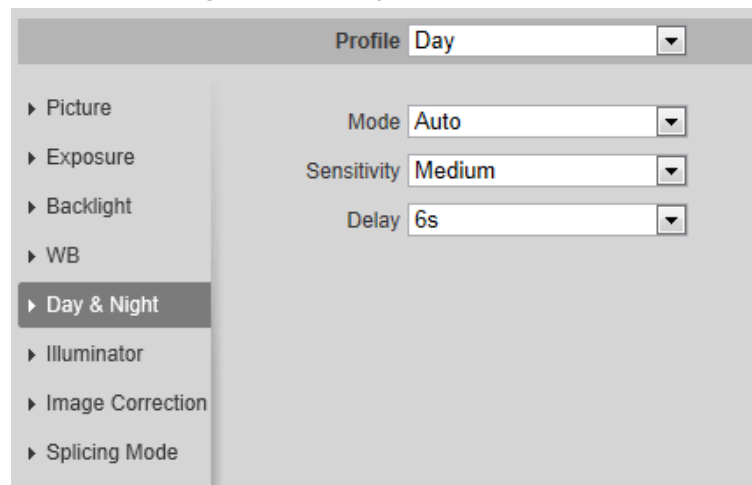 Profile Day
Picture
Mode Auto
Exposure
Sensitivity Medium
Backlight
Delay 6s
WB
Day & Night
Illuminator
Image Correction
Splicing Mode